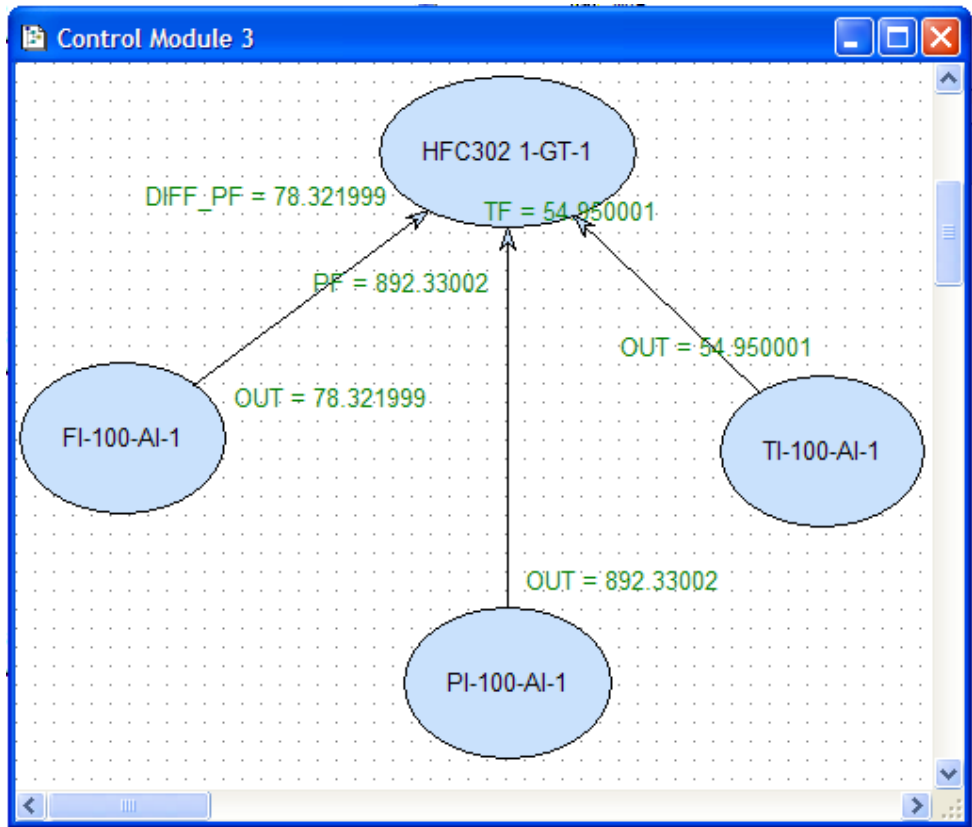 Control Module 3
HFC302 1-GT-1
DIFF_PF = 78.321999
TF = 54.950001
PF = 892.33002
OUT = 54.950001
OUT = 78.321999
FI-100-AI-1
TI-100-AI-1
OUT = 892.33002
PI-100-AI-1